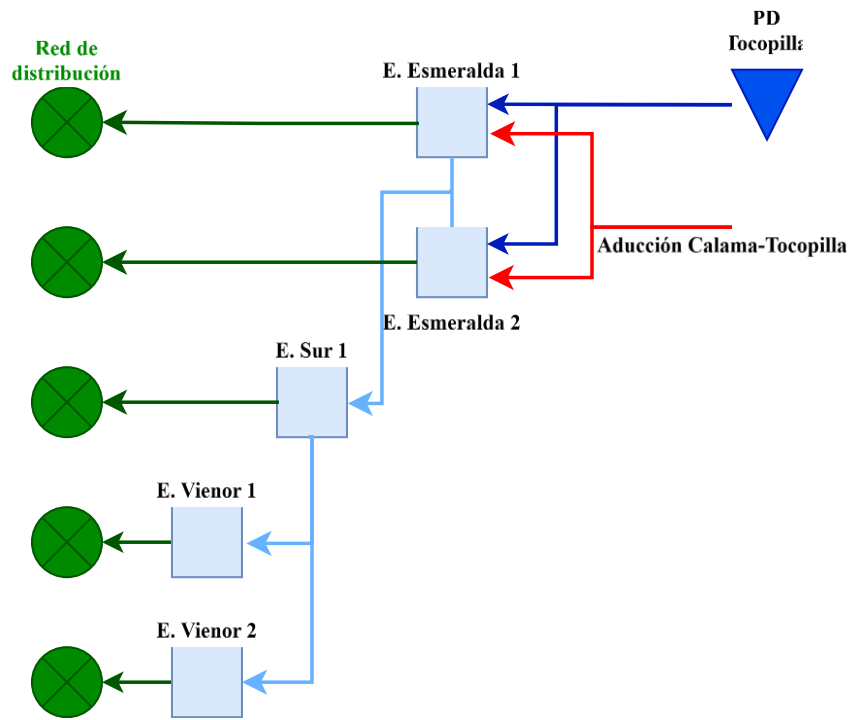 PD
Tocopilla
Red de
distribución
E. Esmeralda 1
Aducción Calama-Tocopilla
E. Esmeralda 2
E. Sur 1
E. Vienor 1
E. Vienor 2